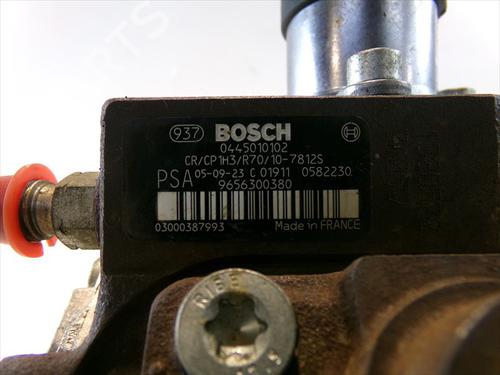 937 BOSCH
0445010102
CR/CP1H3/R70/10-7812S
PSA 05-09-23 C 01911 0582230
9656300380
03000387993 Made in FRANCE
RIBE